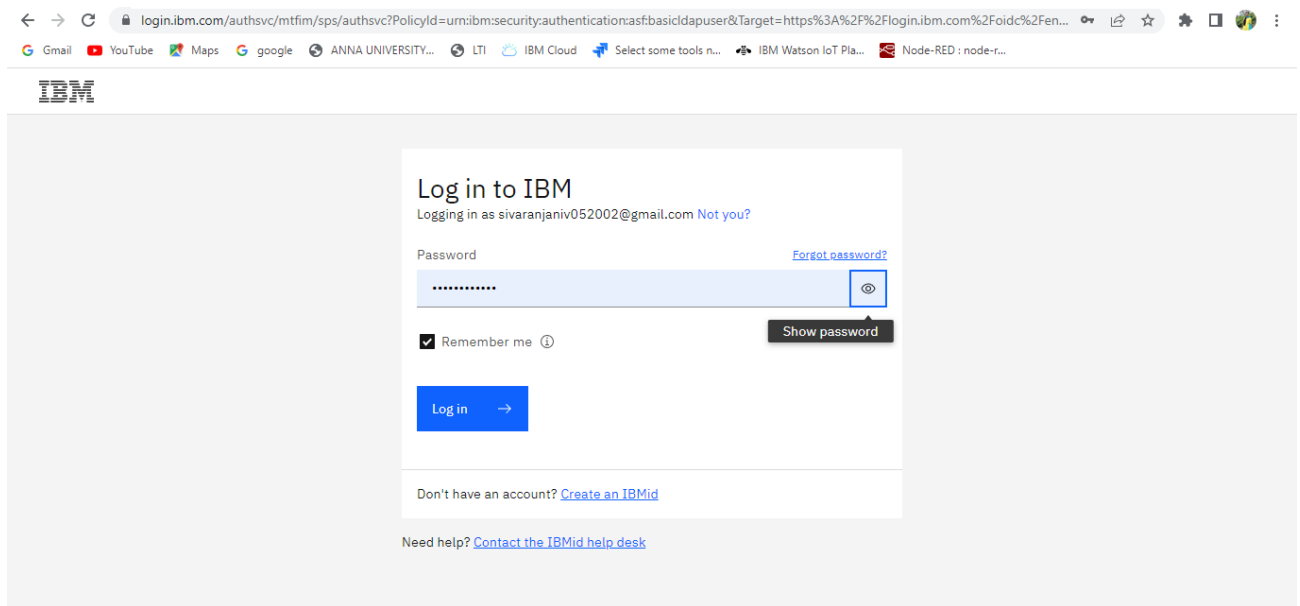 login.ibm.com/authsvc/mtfim/sps/authsvc?PolicyId=urn:ibm:security:authentication:asf:basicldapuser&Target=https%3A%2F%2Flogin.ibm.com%2Foidc%2Fen...
Gmail YouTube Maps google ANNA UNIVERSITY... LTI IBM Cloud Select some tools n... IBM Watson IoT Pla... Node-RED : node-r...
IBM
Log in to IBM
Logging in as sivaranjaniv052002@gmail.com Not you?
Password Forgot password?
••••••••••••
Show password
Remember me
Log in →
Don't have an account? Create an IBMid
Need help? Contact the IBMid help desk